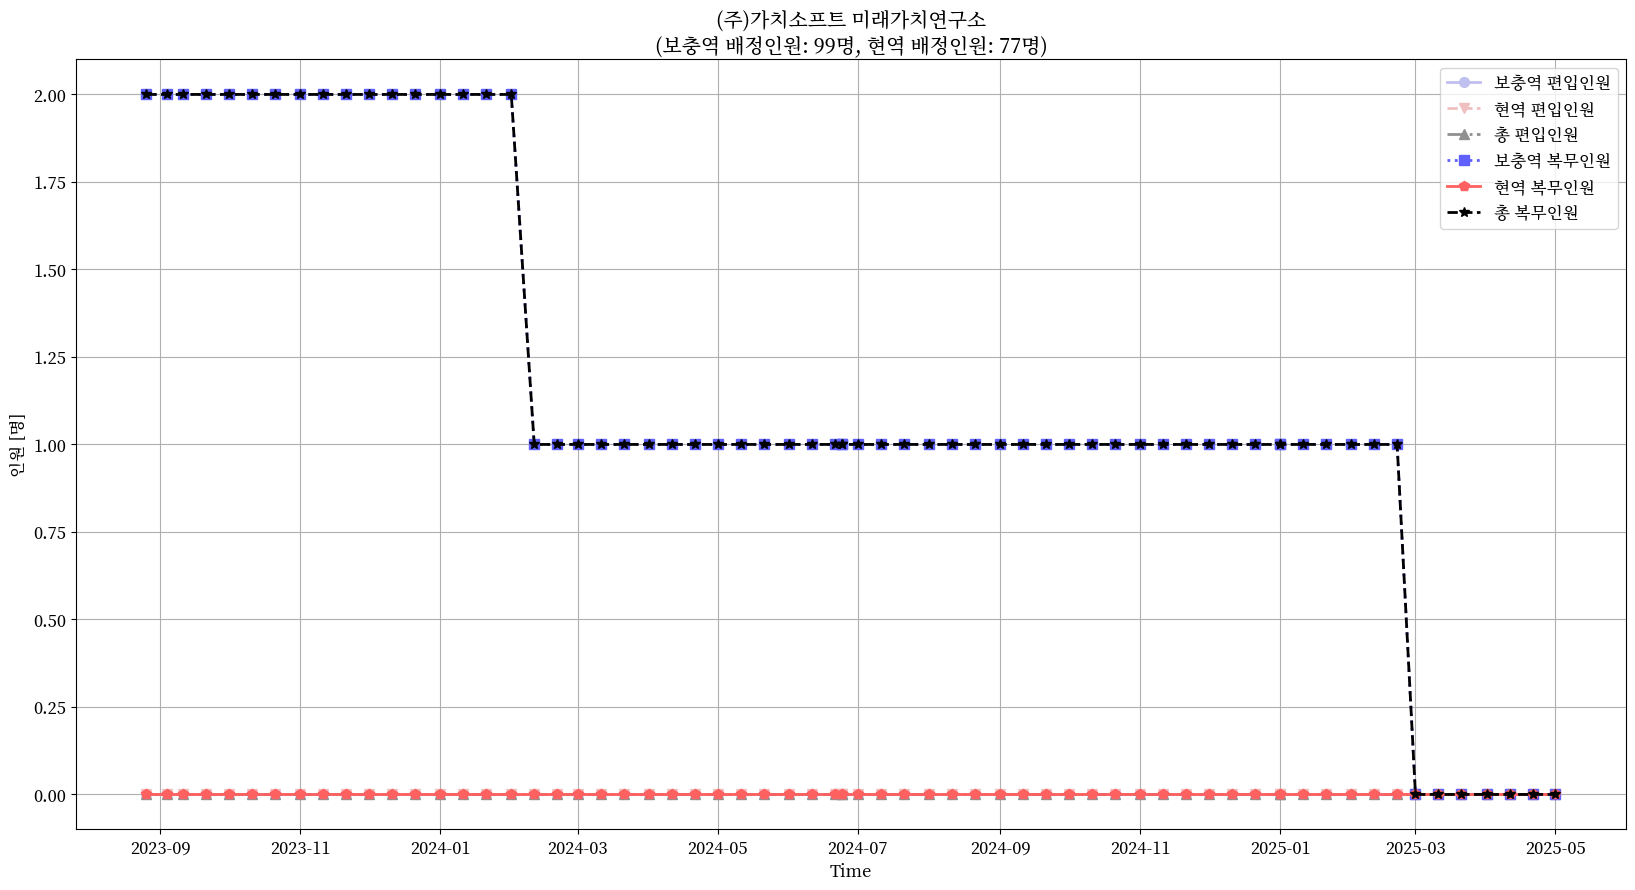 (주)가치소프트 미래가치연구소
(보충역 배정인원: 99명, 현역 배정인원: 77명)
보충역 편입인원
현역 편입인원
총 편입인원
보충역 복무인원
현역 복무인원
총 복무인원
인원 [명]
2.00
1.75
1.50
1.25
1.00
0.75
0.50
0.25
0.00
2023-09 2023-11 2024-01 2024-03 2024-05 2024-07 2024-09 2024-11 2025-01 2025-03 2025-05
Time